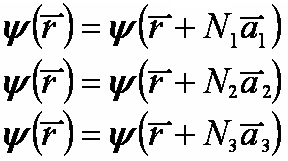 ψ(r⃗) = ψ(r⃗ + N₁a⃗₁)
ψ(r⃗) = ψ(r⃗ + N₂a⃗₂)
ψ(r⃗) = ψ(r⃗ + N₃a⃗₃)